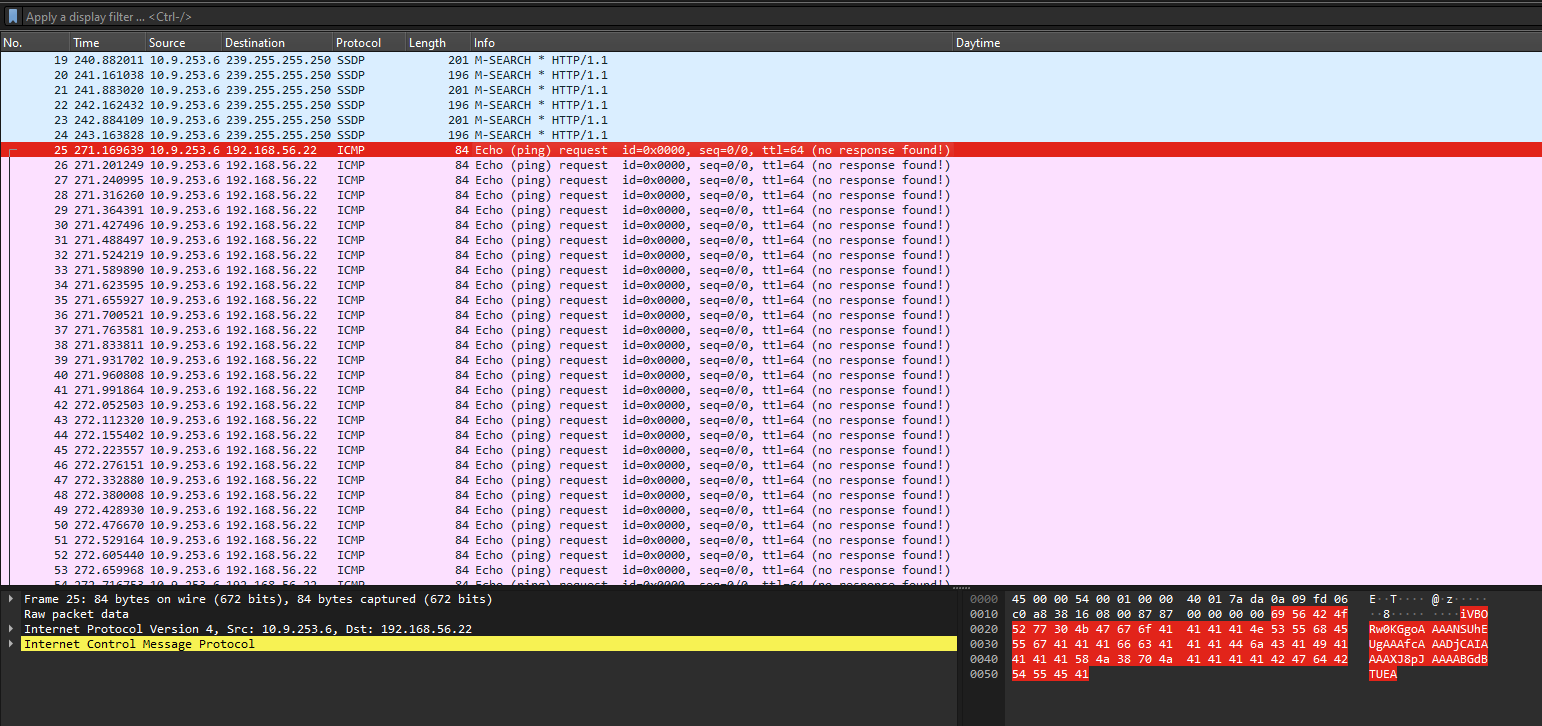 Apply a display filter ... <Ctrl-/>
No. Time Source Destination Protocol Length Info Daytime
19 240.882011 10.9.253.6 239.255.255.250 SSDP 201 M-SEARCH * HTTP/1.1
20 241.161038 10.9.253.6 239.255.255.250 SSDP 196 M-SEARCH * HTTP/1.1
21 241.883020 10.9.253.6 239.255.255.250 SSDP 201 M-SEARCH * HTTP/1.1
22 242.162432 10.9.253.6 239.255.255.250 SSDP 196 M-SEARCH * HTTP/1.1
23 242.884109 10.9.253.6 239.255.255.250 SSDP 201 M-SEARCH * HTTP/1.1
24 243.163828 10.9.253.6 239.255.255.250 SSDP 196 M-SEARCH * HTTP/1.1
25 271.169639 10.9.253.6 192.168.56.22 ICMP 84 Echo (ping) request id=0x0000, seq=0/0, ttl=64 (no response found!)
26 271.201249 10.9.253.6 192.168.56.22 ICMP 84 Echo (ping) request id=0x0000, seq=0/0, ttl=64 (no response found!)
27 271.240995 10.9.253.6 192.168.56.22 ICMP 84 Echo (ping) request id=0x0000, seq=0/0, ttl=64 (no response found!)
28 271.316260 10.9.253.6 192.168.56.22 ICMP 84 Echo (ping) request id=0x0000, seq=0/0, ttl=64 (no response found!)
29 271.364391 10.9.253.6 192.168.56.22 ICMP 84 Echo (ping) request id=0x0000, seq=0/0, ttl=64 (no response found!)
30 271.427496 10.9.253.6 192.168.56.22 ICMP 84 Echo (ping) request id=0x0000, seq=0/0, ttl=64 (no response found!)
31 271.488497 10.9.253.6 192.168.56.22 ICMP 84 Echo (ping) request id=0x0000, seq=0/0, ttl=64 (no response found!)
32 271.524219 10.9.253.6 192.168.56.22 ICMP 84 Echo (ping) request id=0x0000, seq=0/0, ttl=64 (no response found!)
33 271.589890 10.9.253.6 192.168.56.22 ICMP 84 Echo (ping) request id=0x0000, seq=0/0, ttl=64 (no response found!)
34 271.623595 10.9.253.6 192.168.56.22 ICMP 84 Echo (ping) request id=0x0000, seq=0/0, ttl=64 (no response found!)
35 271.655927 10.9.253.6 192.168.56.22 ICMP 84 Echo (ping) request id=0x0000, seq=0/0, ttl=64 (no response found!)
36 271.700521 10.9.253.6 192.168.56.22 ICMP 84 Echo (ping) request id=0x0000, seq=0/0, ttl=64 (no response found!)
37 271.763581 10.9.253.6 192.168.56.22 ICMP 84 Echo (ping) request id=0x0000, seq=0/0, ttl=64 (no response found!)
38 271.833811 10.9.253.6 192.168.56.22 ICMP 84 Echo (ping) request id=0x0000, seq=0/0, ttl=64 (no response found!)
39 271.931702 10.9.253.6 192.168.56.22 ICMP 84 Echo (ping) request id=0x0000, seq=0/0, ttl=64 (no response found!)
40 271.960808 10.9.253.6 192.168.56.22 ICMP 84 Echo (ping) request id=0x0000, seq=0/0, ttl=64 (no response found!)
41 271.991864 10.9.253.6 192.168.56.22 ICMP 84 Echo (ping) request id=0x0000, seq=0/0, ttl=64 (no response found!)
42 272.052503 10.9.253.6 192.168.56.22 ICMP 84 Echo (ping) request id=0x0000, seq=0/0, ttl=64 (no response found!)
43 272.112320 10.9.253.6 192.168.56.22 ICMP 84 Echo (ping) request id=0x0000, seq=0/0, ttl=64 (no response found!)
44 272.155402 10.9.253.6 192.168.56.22 ICMP 84 Echo (ping) request id=0x0000, seq=0/0, ttl=64 (no response found!)
45 272.223557 10.9.253.6 192.168.56.22 ICMP 84 Echo (ping) request id=0x0000, seq=0/0, ttl=64 (no response found!)
46 272.276151 10.9.253.6 192.168.56.22 ICMP 84 Echo (ping) request id=0x0000, seq=0/0, ttl=64 (no response found!)
47 272.332880 10.9.253.6 192.168.56.22 ICMP 84 Echo (ping) request id=0x0000, seq=0/0, ttl=64 (no response found!)
48 272.380008 10.9.253.6 192.168.56.22 ICMP 84 Echo (ping) request id=0x0000, seq=0/0, ttl=64 (no response found!)
49 272.428930 10.9.253.6 192.168.56.22 ICMP 84 Echo (ping) request id=0x0000, seq=0/0, ttl=64 (no response found!)
50 272.476670 10.9.253.6 192.168.56.22 ICMP 84 Echo (ping) request id=0x0000, seq=0/0, ttl=64 (no response found!)
51 272.529164 10.9.253.6 192.168.56.22 ICMP 84 Echo (ping) request id=0x0000, seq=0/0, ttl=64 (no response found!)
52 272.605440 10.9.253.6 192.168.56.22 ICMP 84 Echo (ping) request id=0x0000, seq=0/0, ttl=64 (no response found!)
53 272.659968 10.9.253.6 192.168.56.22 ICMP 84 Echo (ping) request id=0x0000, seq=0/0, ttl=64 (no response found!)
Frame 25: 84 bytes on wire (672 bits), 84 bytes captured (672 bits)
Raw packet data
Internet Protocol Version 4, Src: 10.9.253.6, Dst: 192.168.56.22
Internet Control Message Protocol
0000 45 00 00 54 00 01 00 00 40 01 7a da 0a 09 fd 06 E··T···· @·z·····
0010 c0 a8 38 16 08 00 87 87 00 00 00 00 69 56 42 4f ··8····· ····iVBO
0020 52 77 30 4b 47 67 6f 41 41 41 41 4e 53 55 68 45 Rw0KGgoA AAANSUhE
0030 55 67 41 41 41 66 63 41 41 41 44 6a 43 41 49 41 UgAAAfcA AADjCAIA
0040 41 41 41 58 4a 38 70 4a 41 41 41 41 42 47 64 42 AAAXJ8pJ AAAABGdB
0050 54 55 45 41 TUEA